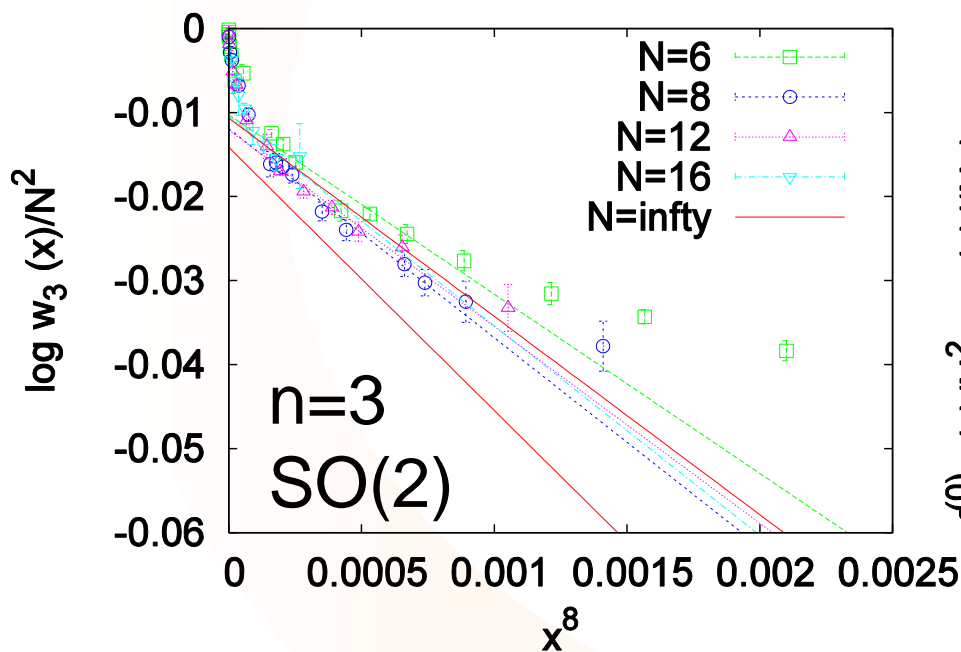 0
-0.01
-0.02
-0.03
-0.04
-0.05
-0.06
log w₃ (x)/N²
N=6
N=8
N=12
N=16
N=infty
n=3
SO(2)
0 0.0005 0.001 0.0015 0.002 0.0025
x⁸
(0)